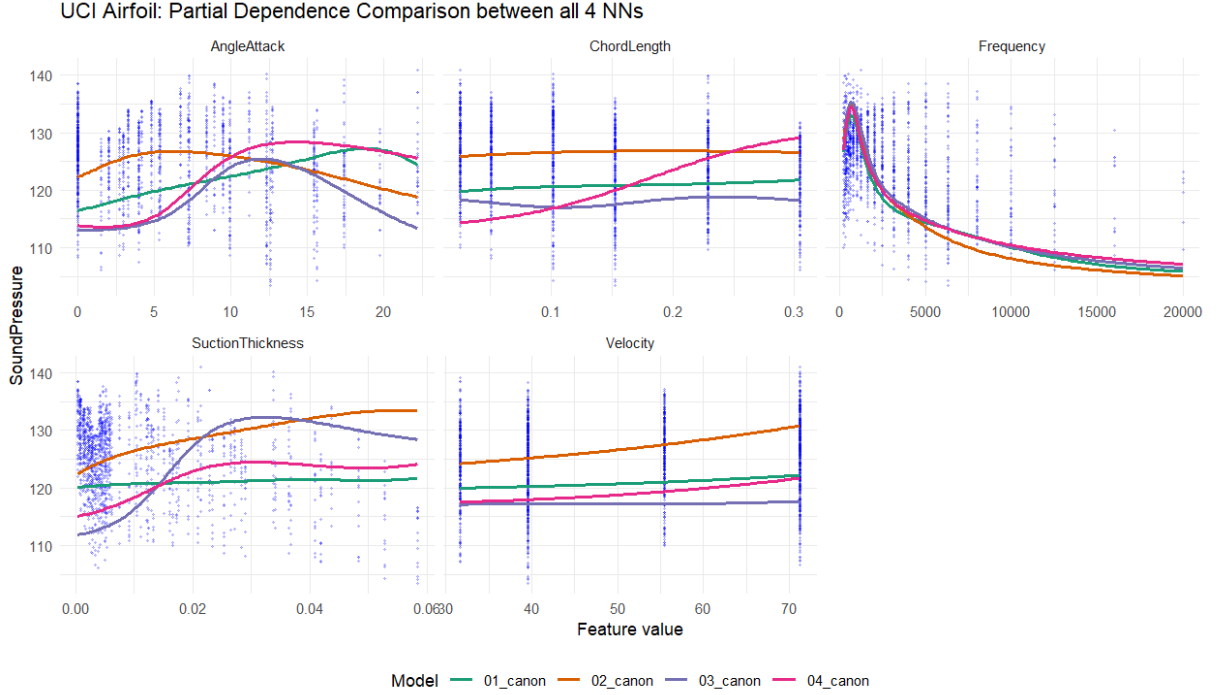 UCI Airfoil: Partial Dependence Comparison between all 4 NNs
AngleAttack
ChordLength
Frequency
140
130
120
110
0 5 10 15 20
0.1 0.2 0.3
0 5000 10000 15000 20000
SoundPressure
SuctionThickness
Velocity
140
130
120
110
0.00 0.02 0.04 0.06
30 40 50 60 70
Feature value
Model 01_canon 02_canon 03_canon 04_canon